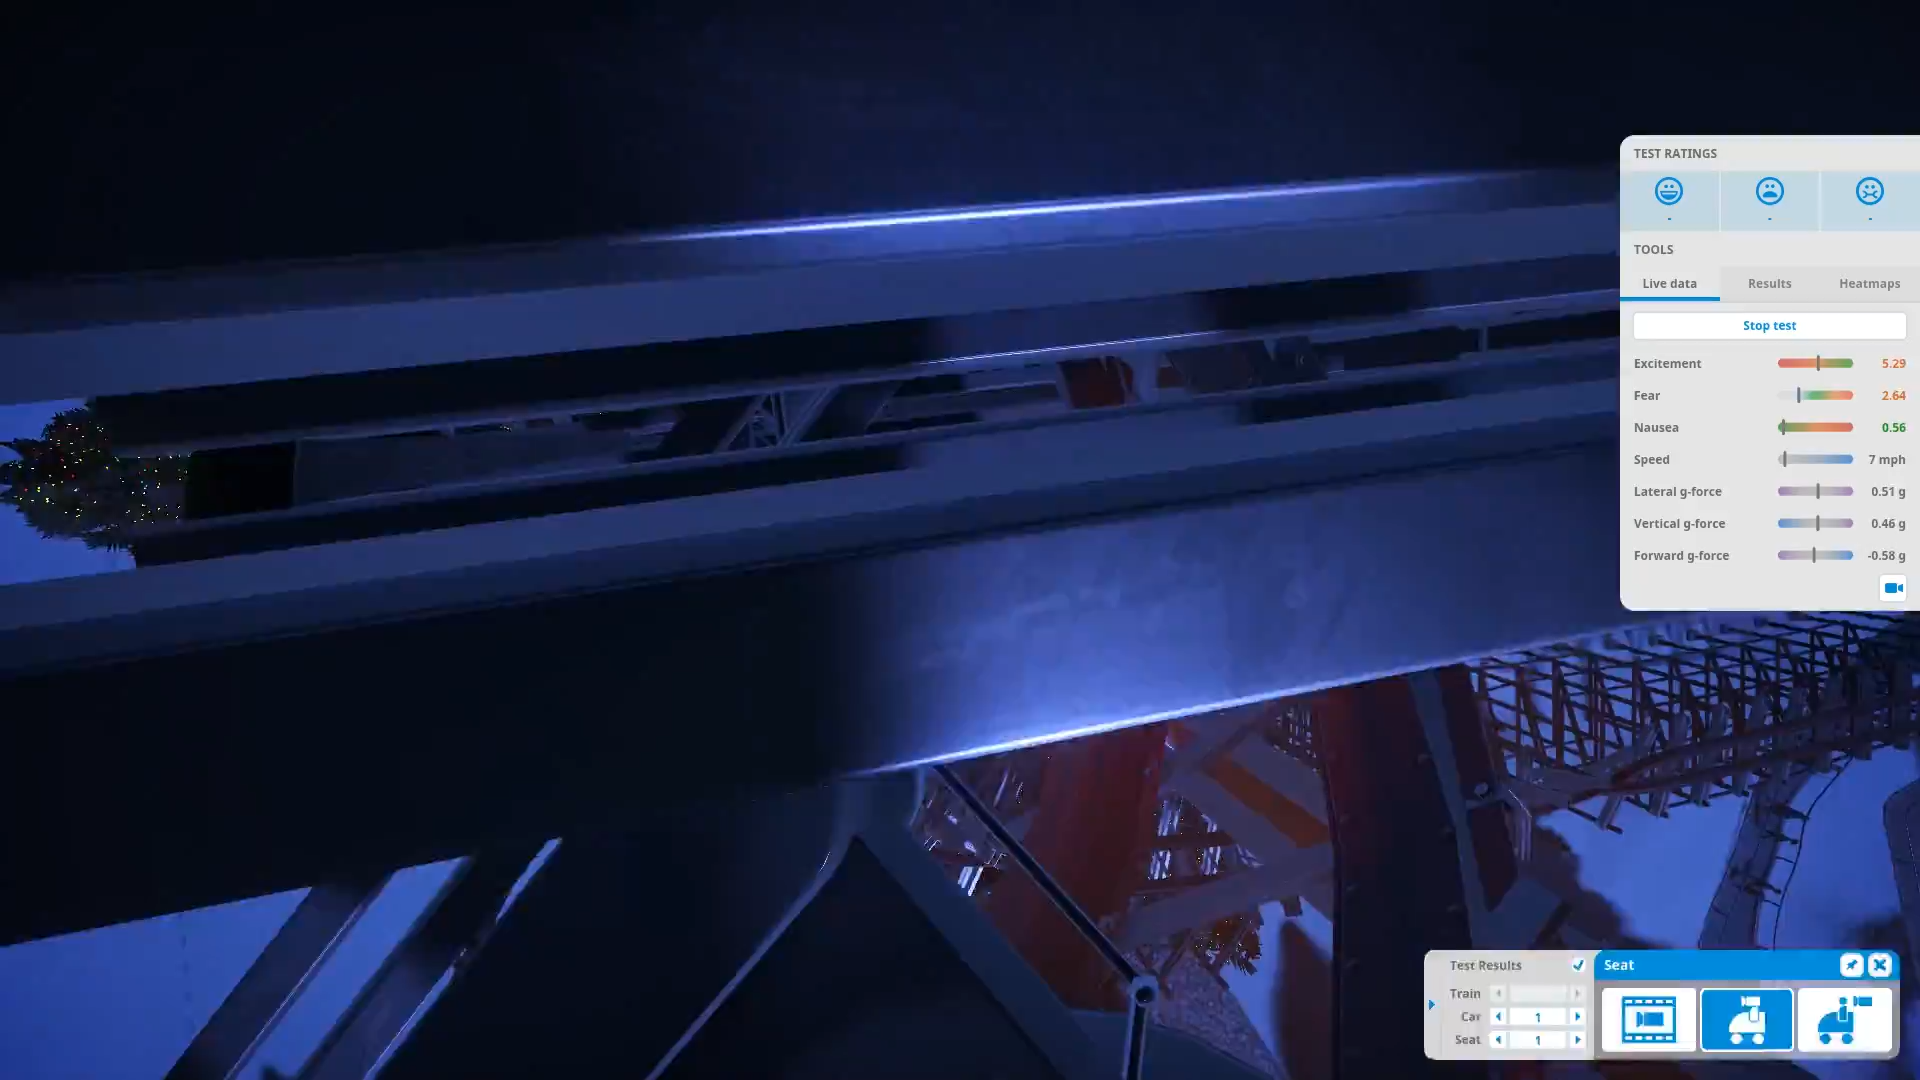 TEST RATINGS
- - -
TOOLS
Live data Results Heatmaps
Stop test
Excitement 5.29
Fear 2.64
Nausea 0.56
Speed 7 mph
Lateral g-force 0.51 g
Vertical g-force 0.46 g
Forward g-force -0.58 g
Test Results
Seat
Train
Car 1
Seat 1